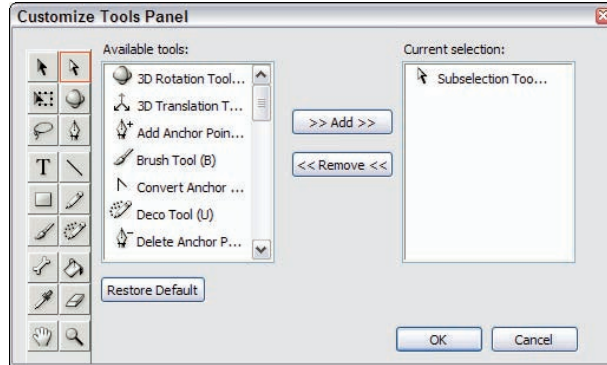 Customize Tools Panel
Available tools:
3D Rotation Tool...
3D Translation T...
Add Anchor Poin...
Brush Tool (B)
Convert Anchor ...
Deco Tool (U)
Delete Anchor P...
>> Add >>
<< Remove <<
Current selection:
Subselection Too...
T
Restore Default
OK
Cancel